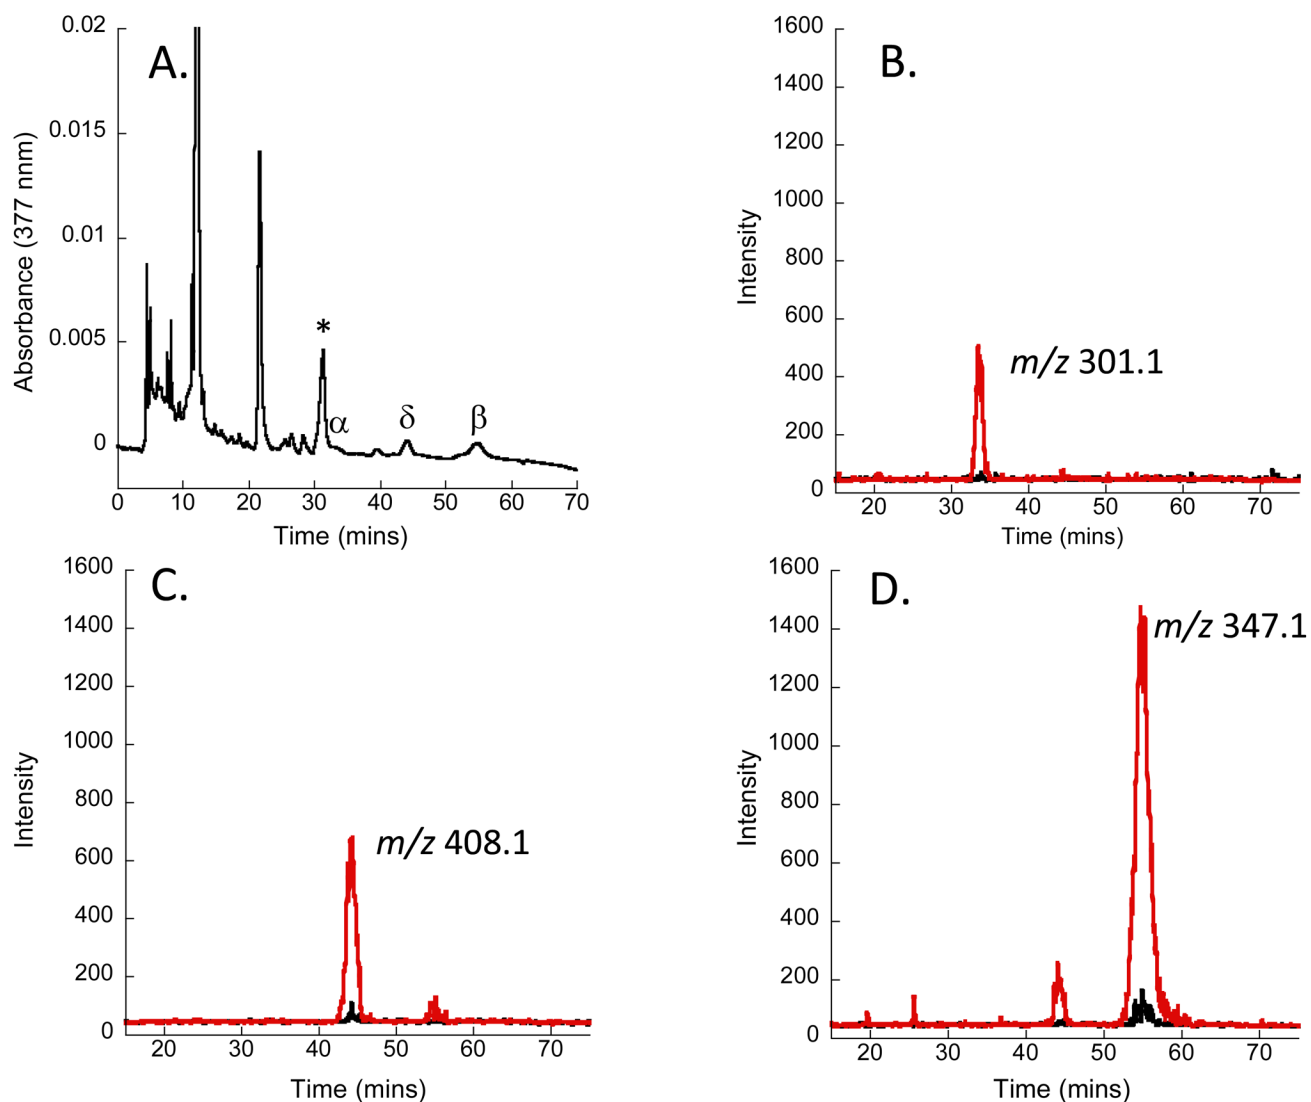 A.
0.02
0.015
0.01
0.005
0
Absorbance (377 nnm)
*
α
δ
β
0 10 20 30 40 50 60 70
Time (mins)
B.
1600
1400
1200
1000
800
600
400
200
0
Intensity
m/z 301.1
20 30 40 50 60 70
Time (mins)
C.
1600
1400
1200
1000
800
600
400
200
0
Intensity
m/z 408.1
20 30 40 50 60 70
Time (mins)
D.
1600
1400
1200
1000
800
600
400
200
0
Intensity
m/z 347.1
20 30 40 50 60 70
Time (mins)